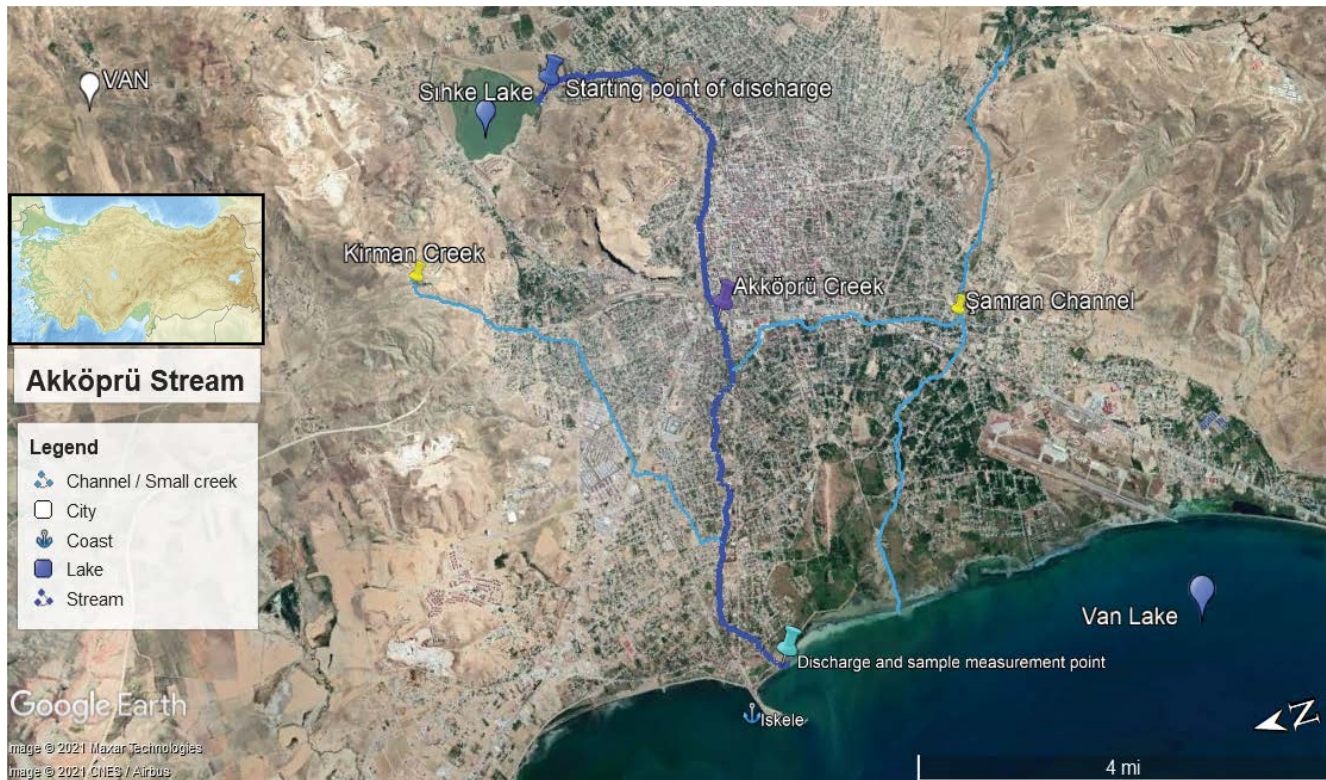 VAN
Sıhke Lake
Starting point of discharge
Kirman Creek
Akköprü Creek
Şamran Channel
Akköprü Stream
Legend
Channel / Small creek
City
Coast
Lake
Stream
Van Lake
Discharge and sample measurement point
Iskele
Google Earth
Image © 2021 Maxar Technologies
Image © 2021 CNES / Airbus
N
4 mi